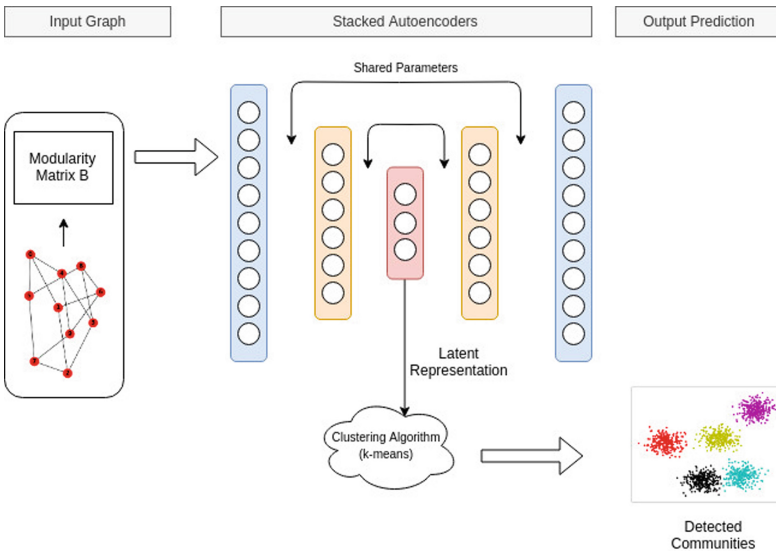 Input Graph
Stacked Autoencoders
Output Prediction
Shared Parameters
Modularity
Matrix B
Latent
Representation
Clustering Algorithm
(k-means)
Detected
Communities